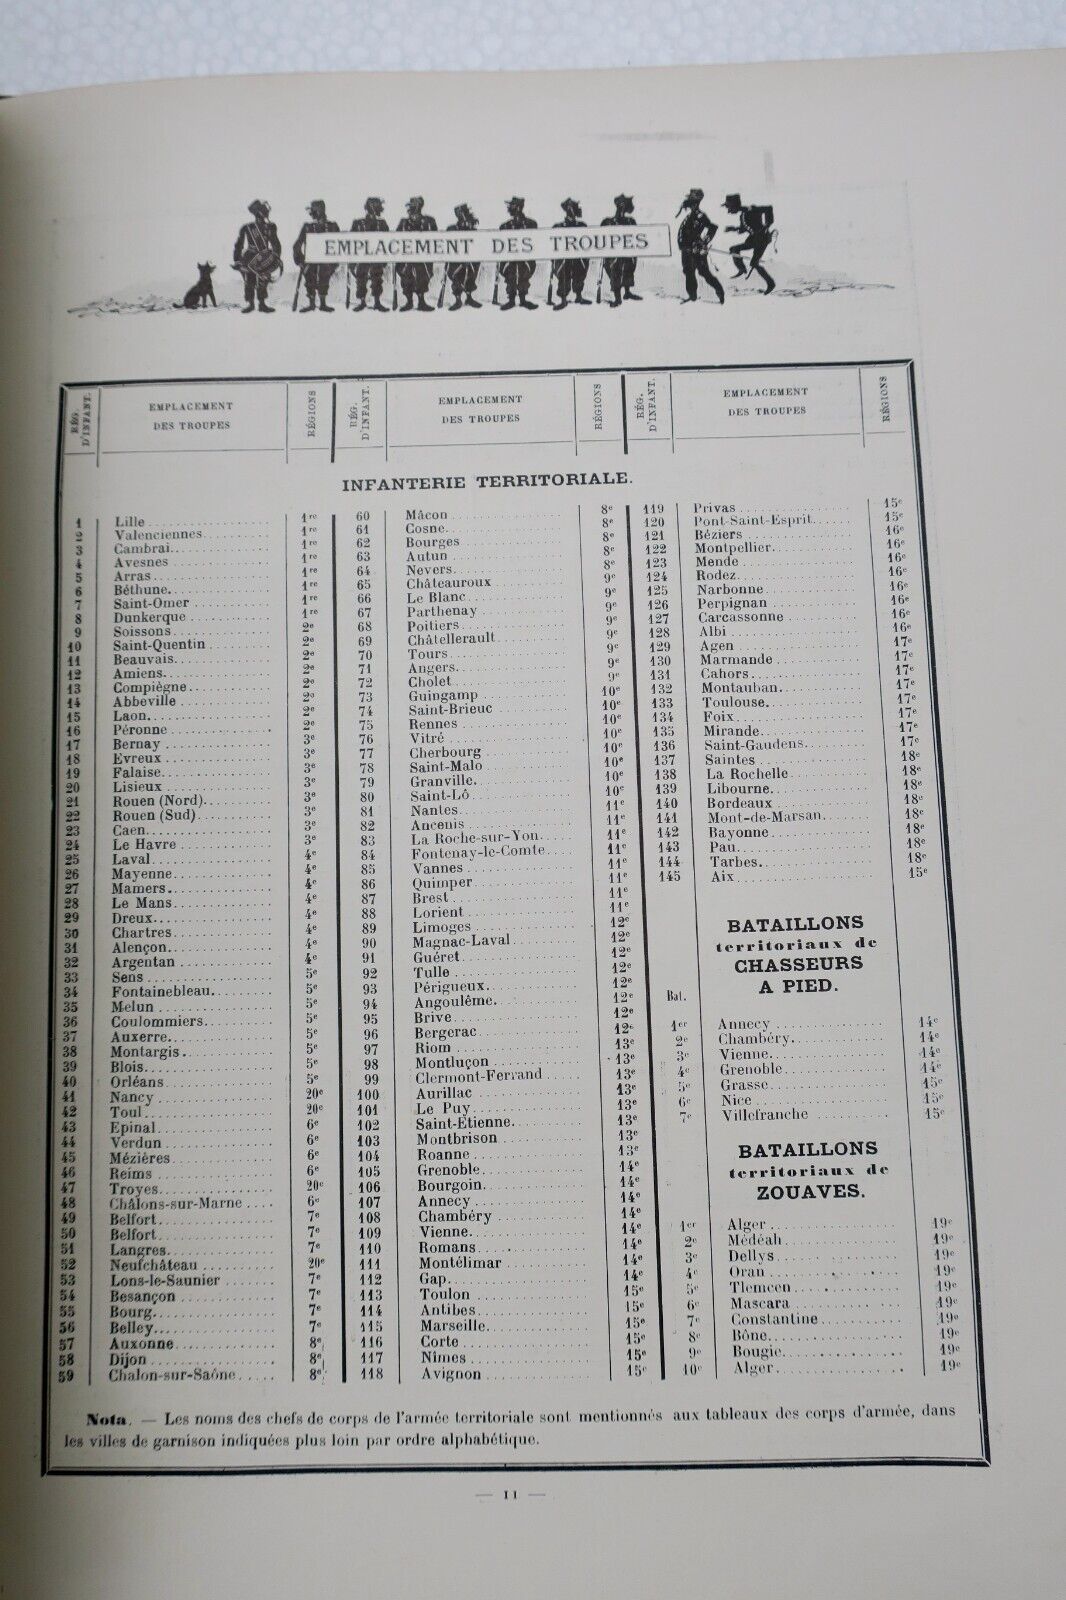 EMPLACEMENT DES TROUPES
RÉG. D'INFANT. EMPLACEMENT DES TROUPES RÉGIONS RÉG. D'INFANT. EMPLACEMENT DES TROUPES RÉGIONS RÉG. D'INFANT. EMPLACEMENT DES TROUPES RÉGIONS
INFANTERIE TERRITORIALE.
1 Lille 1re
2 Valenciennes 1re
3 Cambrai 1re
4 Avesnes 1re
5 Arras 1re
6 Béthune 1re
7 Saint-Omer 1re
8 Dunkerque 1re
9 Soissons 2e
10 Saint-Quentin 2e
11 Beauvais 2e
12 Amiens 2e
13 Compiègne 2e
14 Abbeville 2e
15 Laon 2e
16 Péronne 2e
17 Bernay 3e
18 Evreux 3e
19 Falaise 3e
20 Lisieux 3e
21 Rouen (Nord) 3e
22 Rouen (Sud) 3e
23 Caen 3e
24 Le Havre 3e
25 Laval 4e
26 Mayenne 4e
27 Mamers 4e
28 Le Mans 4e
29 Dreux 4e
30 Chartres 4e
31 Alençon 4e
32 Argentan 4e
33 Sens 5e
34 Fontainebleau 5e
35 Melun 5e
36 Coulommiers 5e
37 Auxerre 5e
38 Montargis 5e
39 Blois 5e
40 Orléans 5e
41 Nancy 20e
42 Toul 20e
43 Epinal 6e
44 Verdun 6e
45 Mézières 6e
46 Reims 6e
47 Troyes 20e
48 Châlons-sur-Marne 6e
49 Belfort 7e
50 Belfort 7e
51 Langres 7e
52 Neufchâteau 20e
53 Lons-le-Saunier 7e
54 Besançon 7e
55 Bourg 7e
56 Belley 7e
57 Auxonne 8e
58 Dijon 8e
59 Chalon-sur-Saône 8e
60 Mâcon 8e
61 Cosne 8e
62 Bourges 8e
63 Autun 8e
64 Nevers 8e
65 Châteauroux 9e
66 Le Blanc 9e
67 Parthenay 9e
68 Poitiers 9e
69 Châtellerault 9e
70 Tours 9e
71 Angers 9e
72 Cholet 9e
73 Guingamp 10e
74 Saint-Brieuc 10e
75 Rennes 10e
76 Vitré 10e
77 Cherbourg 10e
78 Saint-Malo 10e
79 Granville 10e
80 Saint-Lô 10e
81 Nantes 11e
82 Ancenis 11e
83 La Roche-sur-Yon 11e
84 Fontenay-le-Comte 11e
85 Vannes 11e
86 Quimper 11e
87 Brest 11e
88 Lorient 11e
89 Limoges 12e
90 Magnac-Laval 12e
91 Guéret 12e
92 Tulle 12e
93 Périgueux 12e
94 Angoulême 12e
95 Brive 12e
96 Bergerac 12e
97 Riom 13e
98 Montluçon 13e
99 Clermont-Ferrand 13e
100 Aurillac 13e
101 Le Puy 13e
102 Saint-Etienne 13e
103 Montbrison 13e
104 Roanne 13e
105 Grenoble 14e
106 Bourgoin 14e
107 Annecy 14e
108 Chambéry 14e
109 Vienne 14e
110 Romans 14e
111 Montélimar 14e
112 Gap 14e
113 Toulon 15e
114 Antibes 15e
115 Marseille 15e
116 Corte 15e
117 Nîmes 15e
118 Avignon 15e
119 Privas 15e
120 Pont-Saint-Esprit 15e
121 Béziers 16e
122 Montpellier 16e
123 Mende 16e
124 Rodez 16e
125 Narbonne 16e
126 Perpignan 16e
127 Carcassonne 16e
128 Albi 16e
129 Agen 17e
130 Marmande 17e
131 Cahors 17e
132 Montauban 17e
133 Toulouse 17e
134 Foix 17e
135 Mirande 17e
136 Saint-Gaudens 17e
137 Saintes 18e
138 La Rochelle 18e
139 Libourne 18e
140 Bordeaux 18e
141 Mont-de-Marsan 18e
142 Bayonne 18e
143 Pau 18e
144 Tarbes 18e
145 Aix 15e
BATAILLONS
territoriaux de
CHASSEURS
A PIED.
Bat.
1er Annecy 14e
2e Chambéry 14e
3e Vienne 14e
4e Grenoble 14e
5e Grasse 15e
6e Nice 15e
7e Villefranche 15e
BATAILLONS
territoriaux de
ZOUAVES.
1er Alger 19e
2e Médéah 19e
3e Dellys 19e
4e Oran 19e
5e Tlemcen 19e
6e Mascara 19e
7e Constantine 19e
8e Bône 19e
9e Bougie 19e
10e Alger 19e
Nota. — Les noms des chefs de corps de l'armée territoriale sont mentionnés aux tableaux des corps d'armée, dans
les villes de garnison indiquées plus loin par ordre alphabétique.
— 11 —